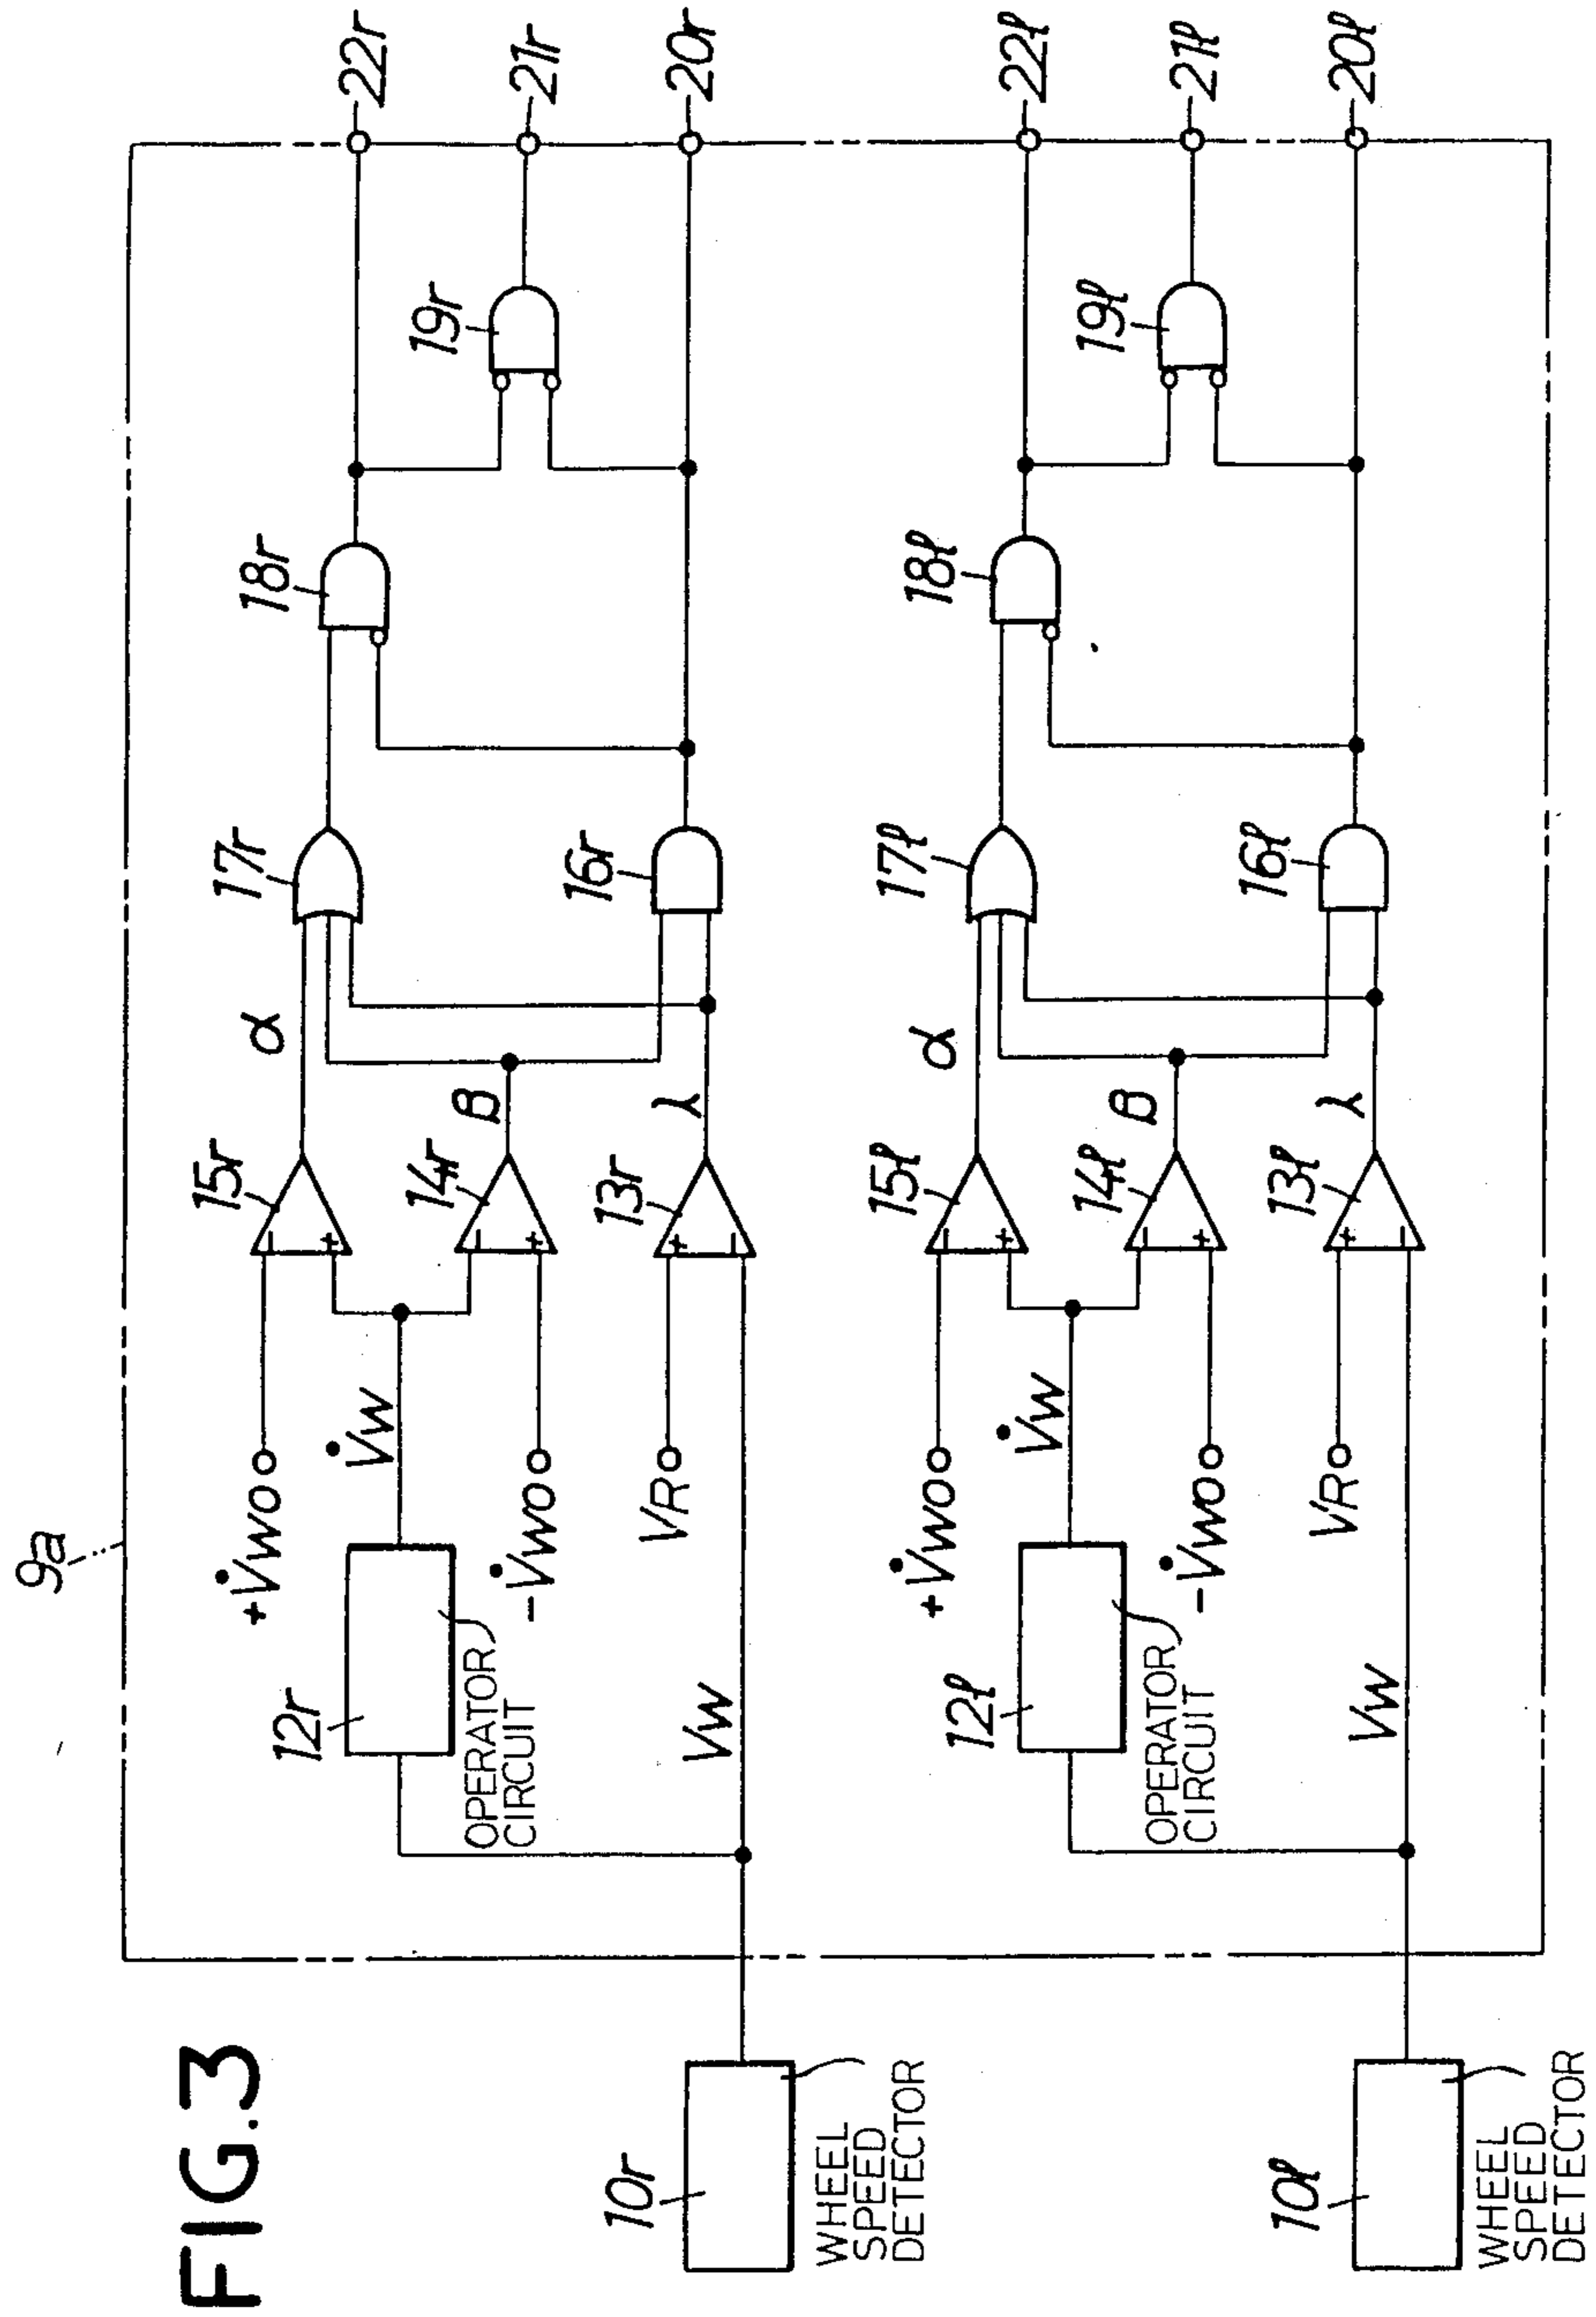 FIG.3
9a
10r
WHEEL
SPEED
DETECTOR
12r
OPERATOR
CIRCUIT
Vw
+V̇wo
V̇w
-V̇wo
VR
15r
14r
13r
α
β
λ
17r
16r
18r
19r
22r
21r
20r
10ℓ
WHEEL
SPEED
DETECTOR
12ℓ
OPERATOR
CIRCUIT
Vw
+V̇wo
V̇w
-V̇wo
VR
15ℓ
14ℓ
13ℓ
α
β
λ
17ℓ
16ℓ
18ℓ
19ℓ
22ℓ
21ℓ
20ℓ